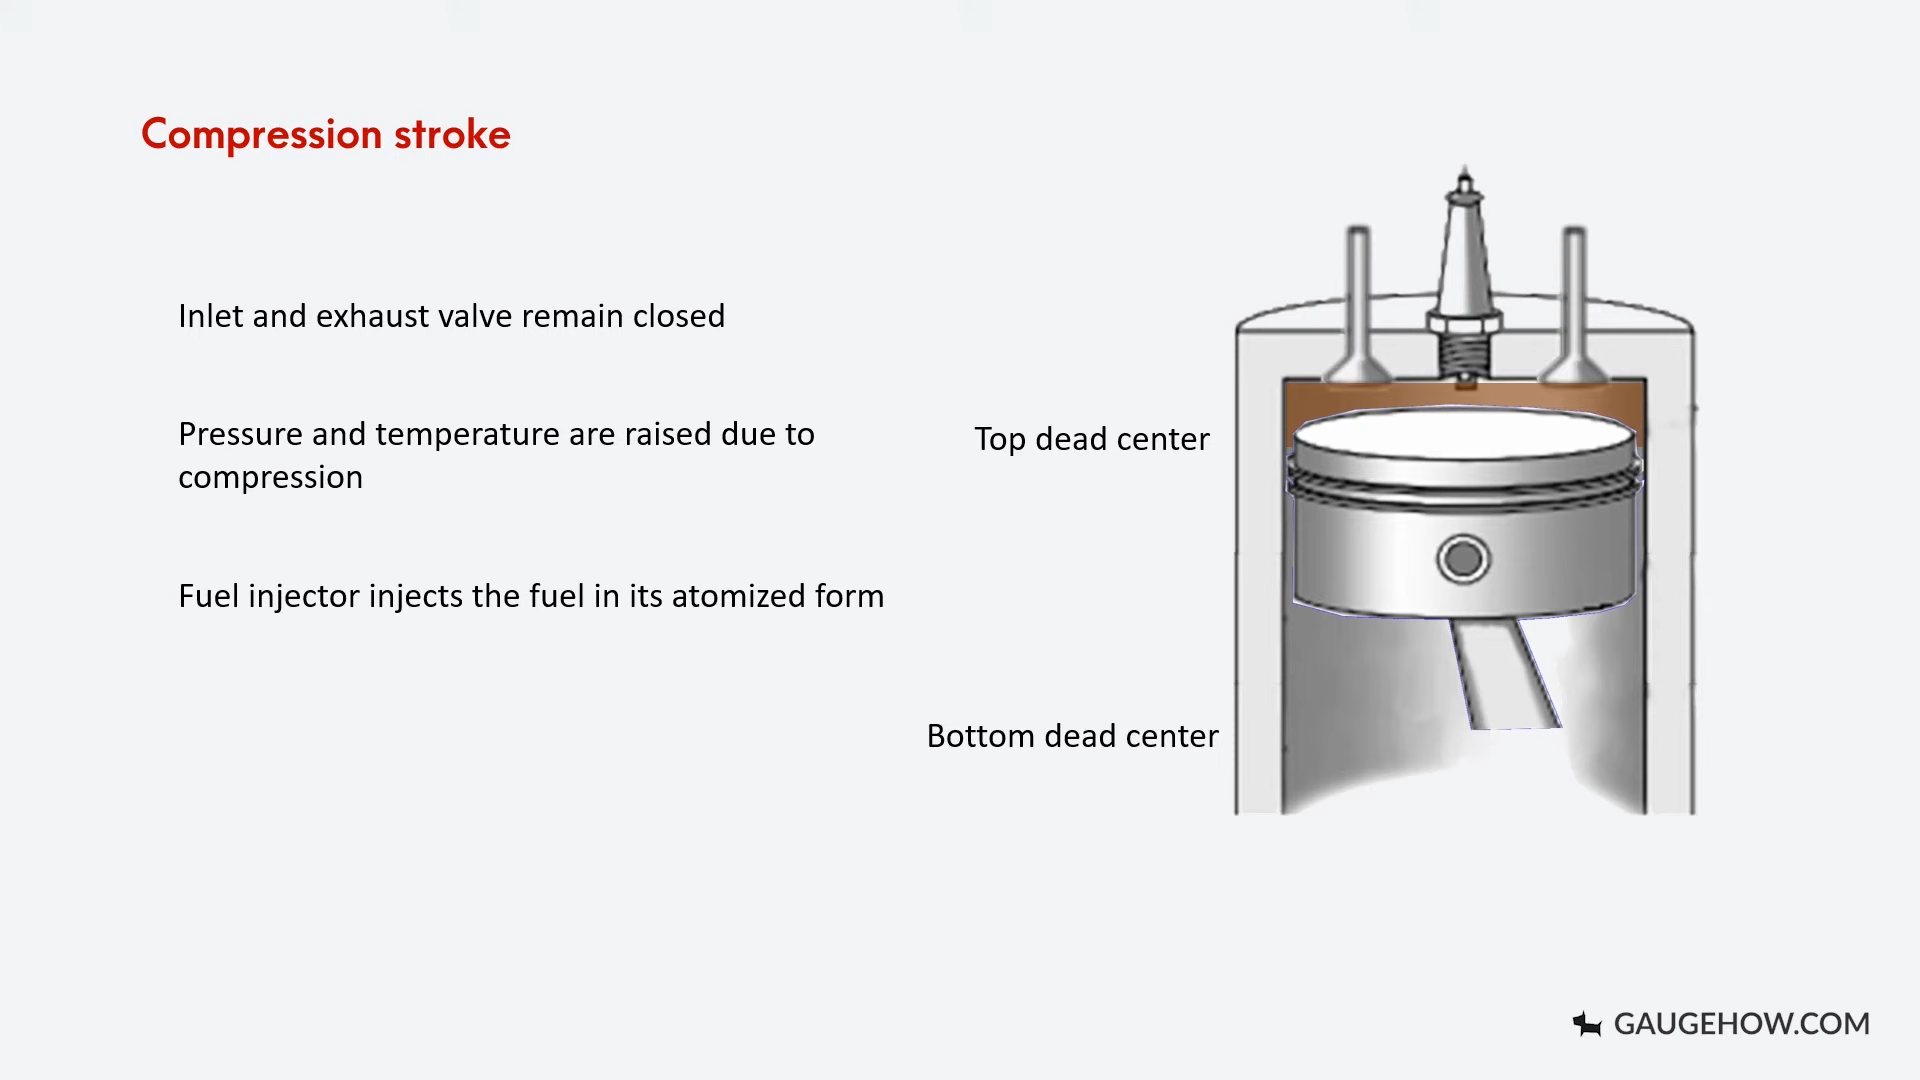 Compression stroke
Inlet and exhaust valve remain closed
Pressure and temperature are raised due to
compression
Fuel injector injects the fuel in its atomized form
Top dead center
Bottom dead center
GAUGEHOW.COM